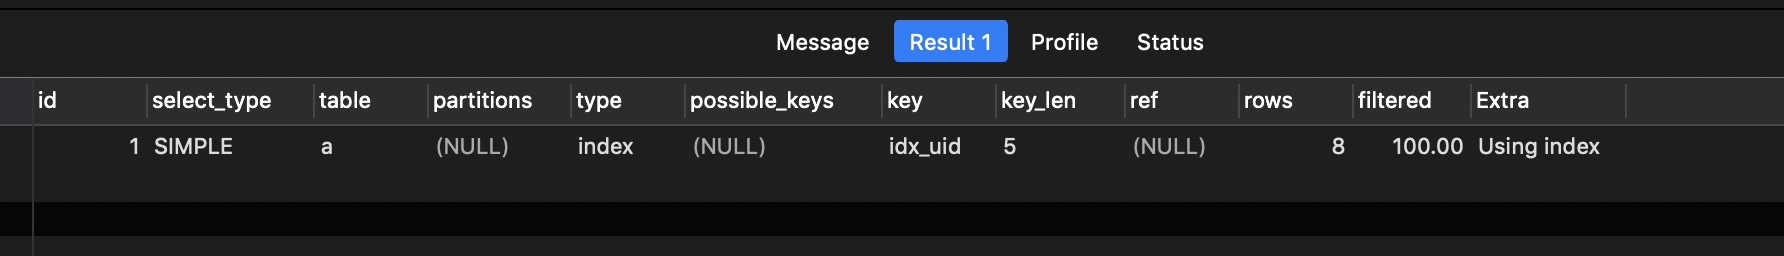 Message Result 1 Profile Status
id select_type table partitions type possible_keys key key_len ref rows filtered Extra
1 SIMPLE a (NULL) index (NULL) idx_uid 5 (NULL) 8 100.00 Using index